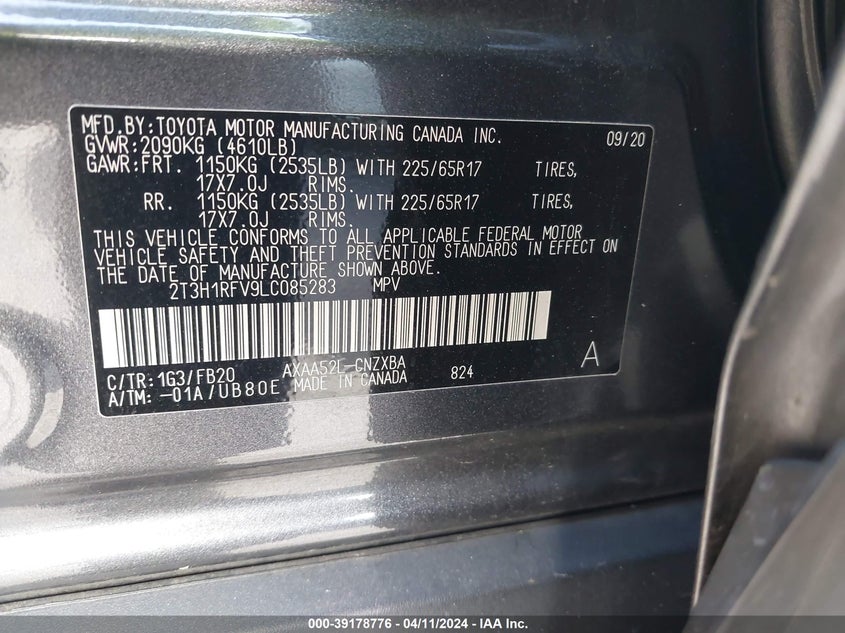 MFD.BY:TOYOTA MOTOR MANUFACTURING CANADA INC. 09/20
GVWR:2090KG (4610LB)
GAWR:FRT. 1150KG (2535LB) WITH 225/65R17 TIRES,
17X7.0J RIMS.
RR. 1150KG (2535LB) WITH 225/65R17 TIRES,
17X7.0J RIMS.
THIS VEHICLE CONFORMS TO ALL APPLICABLE FEDERAL MOTOR
VEHICLE SAFETY AND THEFT PREVENTION STANDARDS IN EFFECT ON
THE DATE OF MANUFACTURE SHOWN ABOVE.
2T3H1RFV9LC085283 MPV
C/TR:1G3/FB20 AXAA52L-CNZXBA 824 A
A/TM:-01A/UB80E MADE IN CANADA
000-39178776 - 04/11/2024 - IAA Inc.